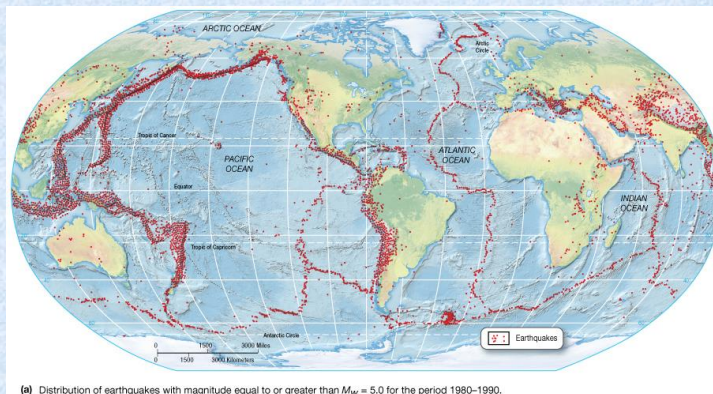 ARCTIC OCEAN
Arctic
Circle
Tropic of Cancer
PACIFIC
OCEAN
ATLANTIC
OCEAN
Equator
INDIAN
OCEAN
Tropic of Capricorn
Antarctic Circle
0 1500 3000 Miles
0 1500 3000 Kilometers
Earthquakes
(a) Distribution of earthquakes with magnitude equal to or greater than Mw = 5.0 for the period 1980–1990.